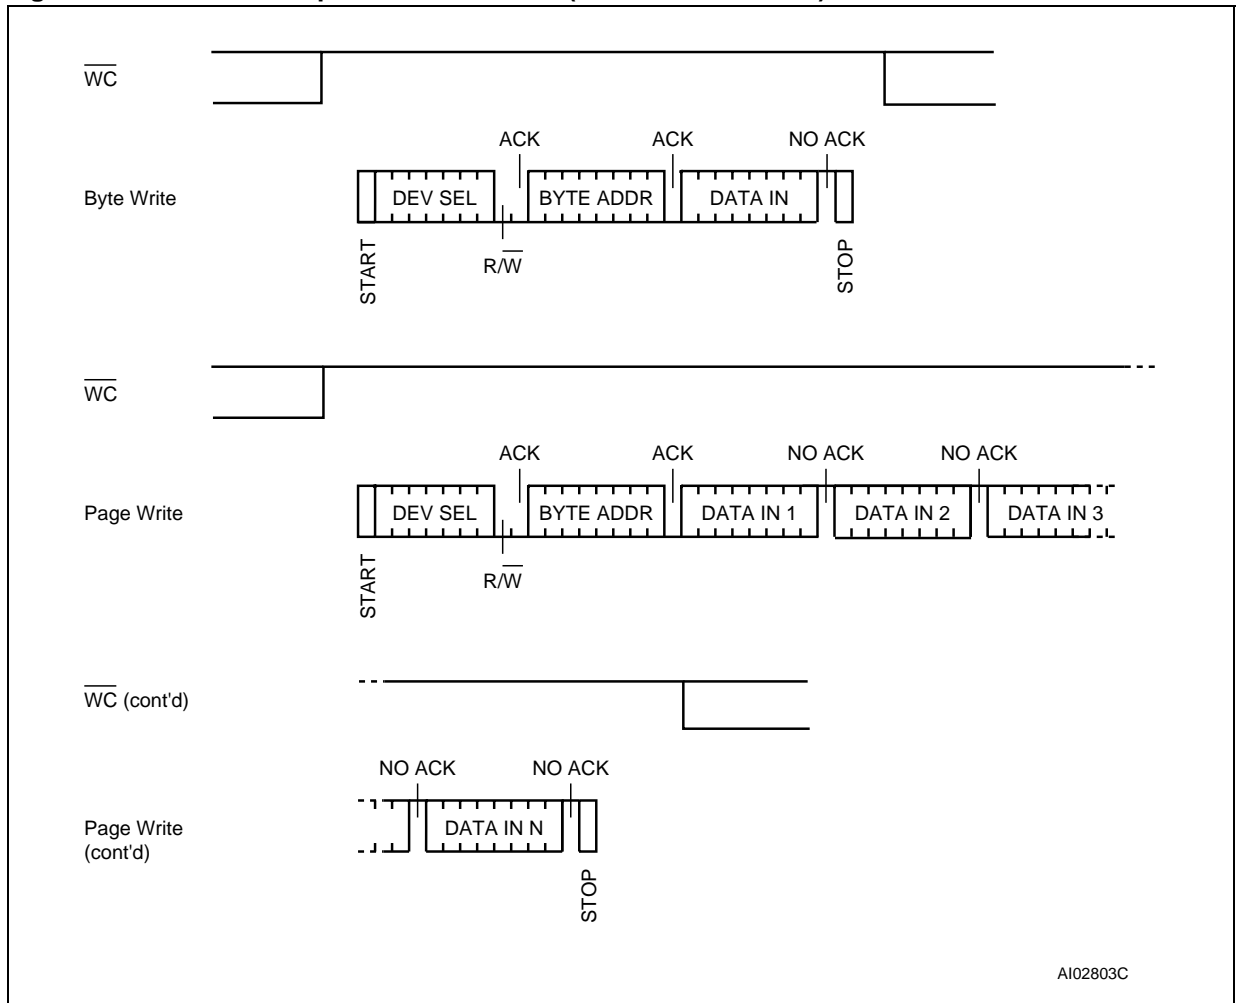 WC
ACK ACK NO ACK
Byte Write DEV SEL BYTE ADDR DATA IN
START R/W STOP
WC
ACK ACK NO ACK NO ACK
Page Write DEV SEL BYTE ADDR DATA IN 1 DATA IN 2 DATA IN 3
START R/W
WC (cont'd)
NO ACK NO ACK
Page Write
(cont'd)
DATA IN N
STOP
AI02803C